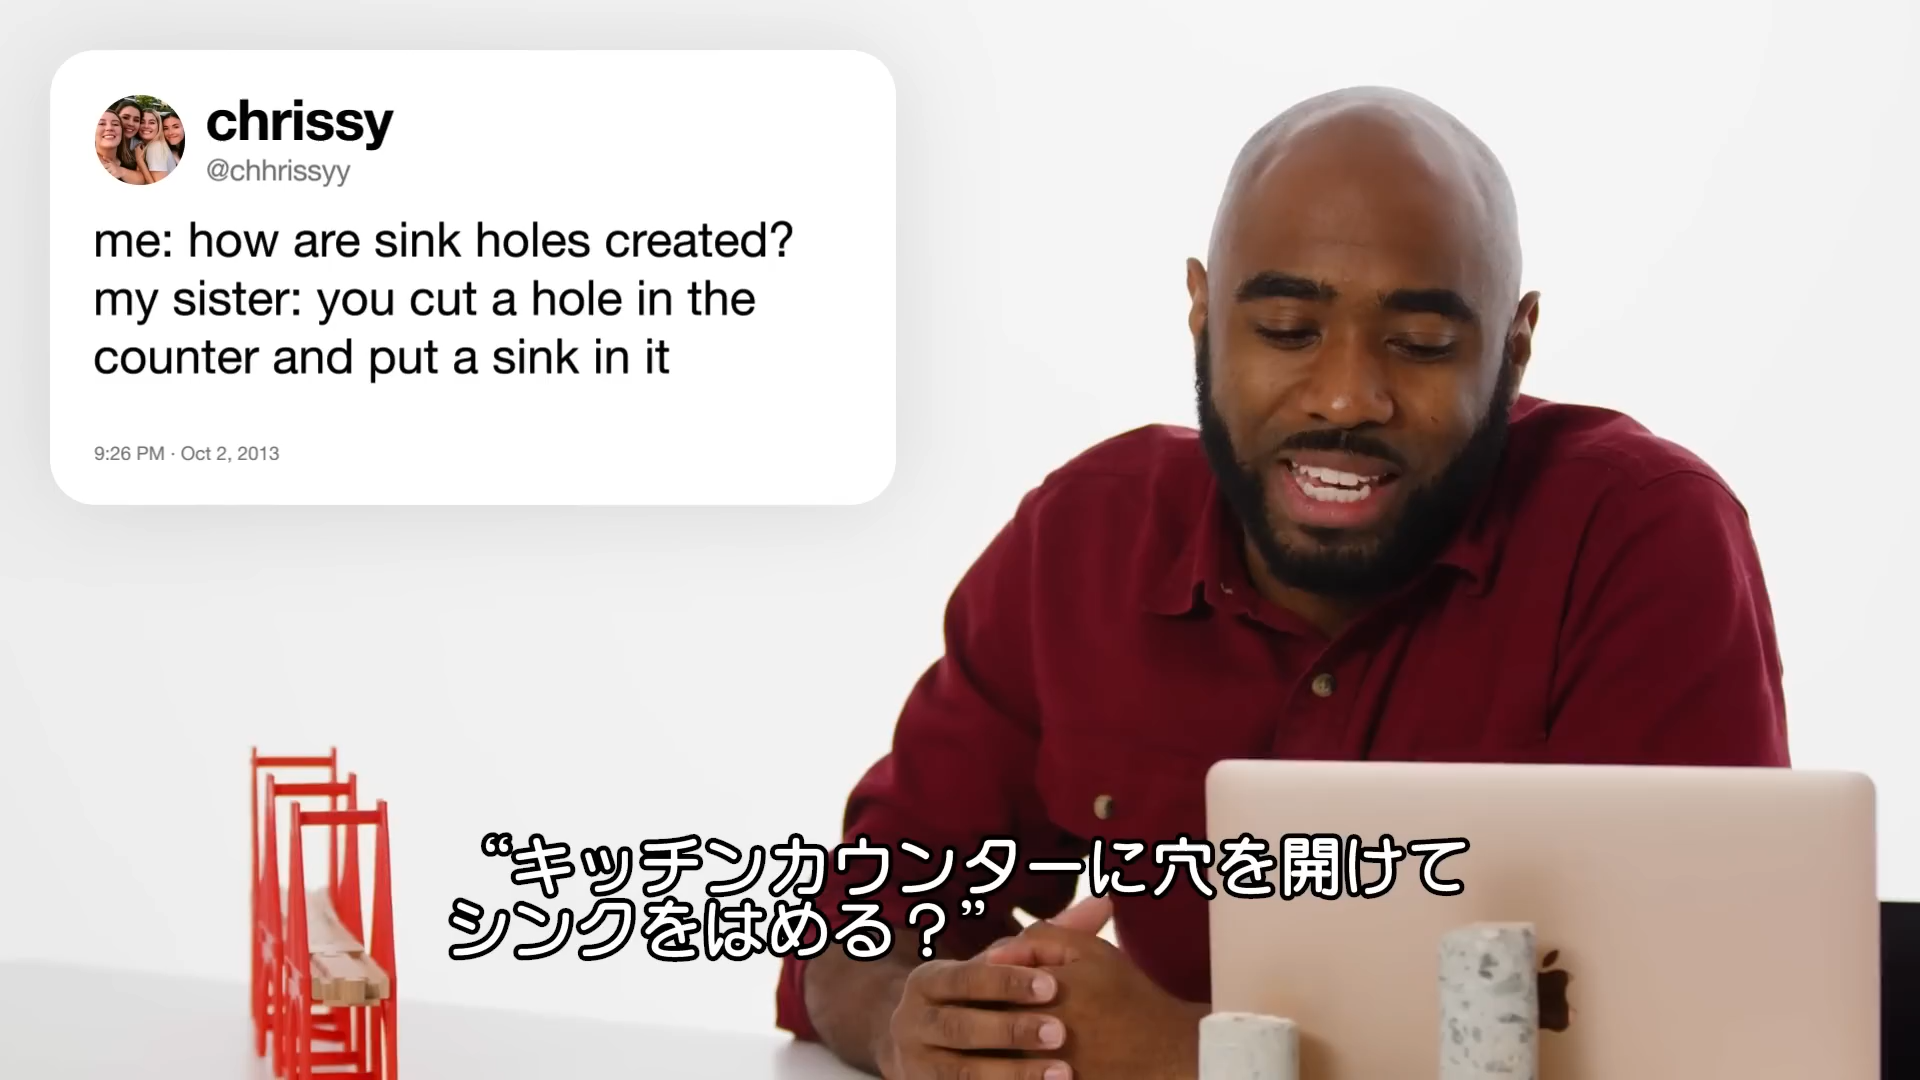 chrissy
@chhrissyy
me: how are sink holes created?
my sister: you cut a hole in the
counter and put a sink in it
9:26 PM · Oct 2, 2013
“キッチンカウンターに穴を開けて
シンクをはめる？”